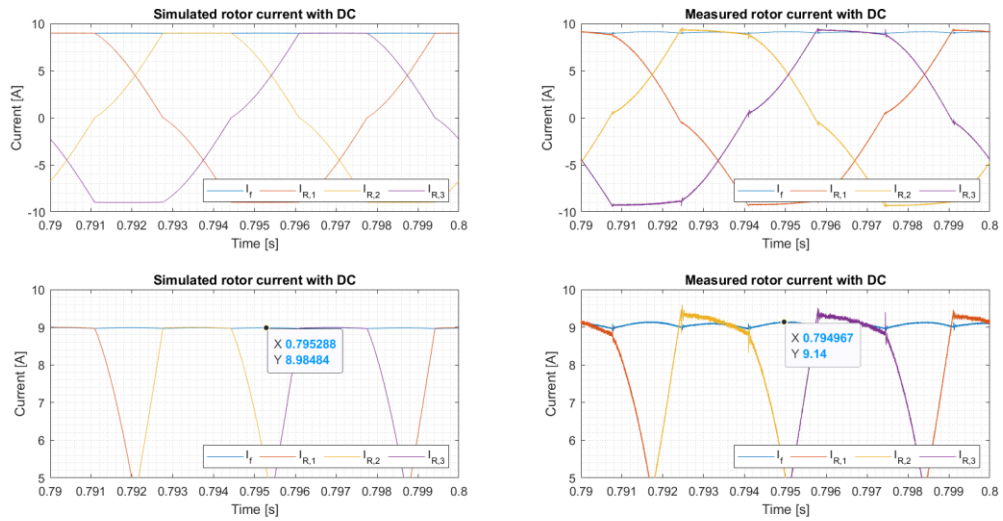 Simulated rotor current with DC
10
5
0
-5
-10
Current [A]
I_f I_R,1 I_R,2 I_R,3
0.79 0.791 0.792 0.793 0.794 0.795 0.796 0.797 0.798 0.799 0.8
Time [s]
Measured rotor current with DC
10
5
0
-5
-10
Current [A]
I_f I_R,1 I_R,2 I_R,3
0.79 0.791 0.792 0.793 0.794 0.795 0.796 0.797 0.798 0.799 0.8
Time [s]
Simulated rotor current with DC
10
9
8
7
6
5
Current [A]
X 0.795288
Y 8.98484
I_f I_R,1 I_R,2 I_R,3
0.79 0.791 0.792 0.793 0.794 0.795 0.796 0.797 0.798 0.799 0.8
Time [s]
Measured rotor current with DC
10
9
8
7
6
5
Current [A]
X 0.794967
Y 9.14
I_f I_R,1 I_R,2 I_R,3
0.79 0.791 0.792 0.793 0.794 0.795 0.796 0.797 0.798 0.799 0.8
Time [s]